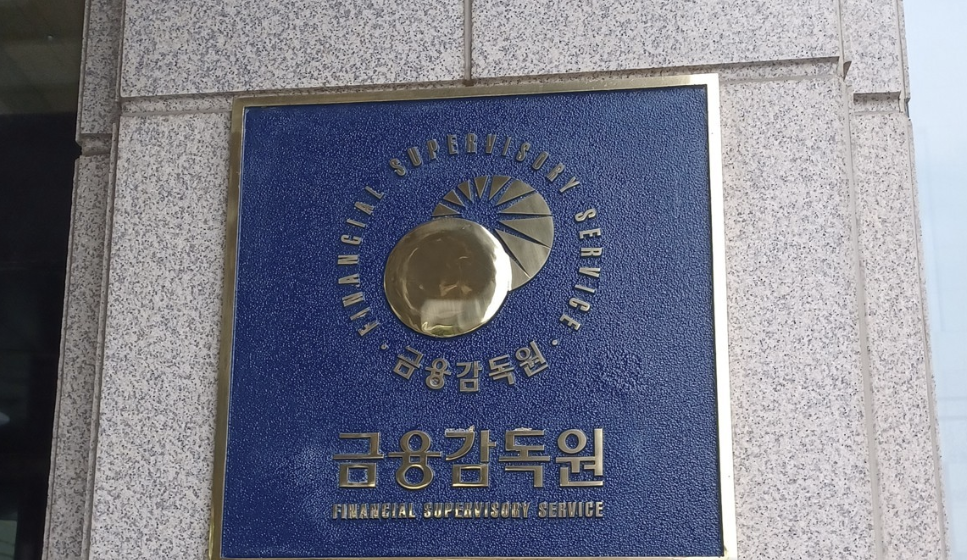 FINANCIAL SUPERVISORY SERVICE
· 금융감독원 ·
금융감독원
FINANCIAL SUPERVISORY SERVICE